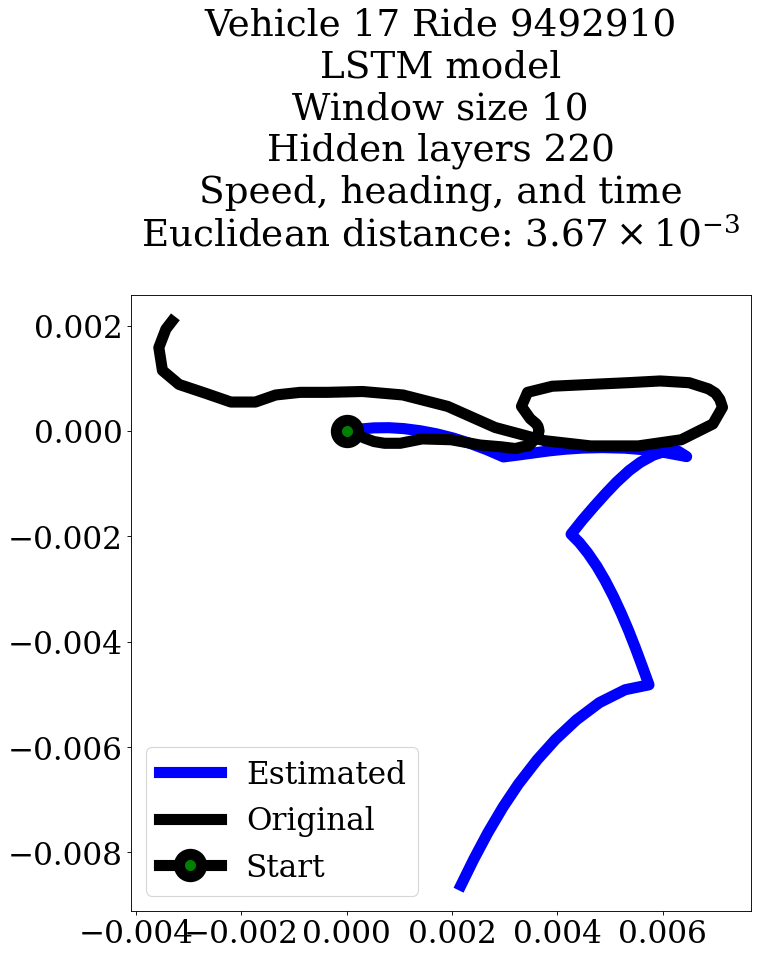 Vehicle 17 Ride 9492910
LSTM model
Window size 10
Hidden layers 220
Speed, heading, and time
Euclidean distance: 3.67 × 10⁻³
0.002
0.000
−0.002
−0.004
−0.006
−0.008
Estimated
Original
Start
−0.004 −0.002 0.000 0.002 0.004 0.006